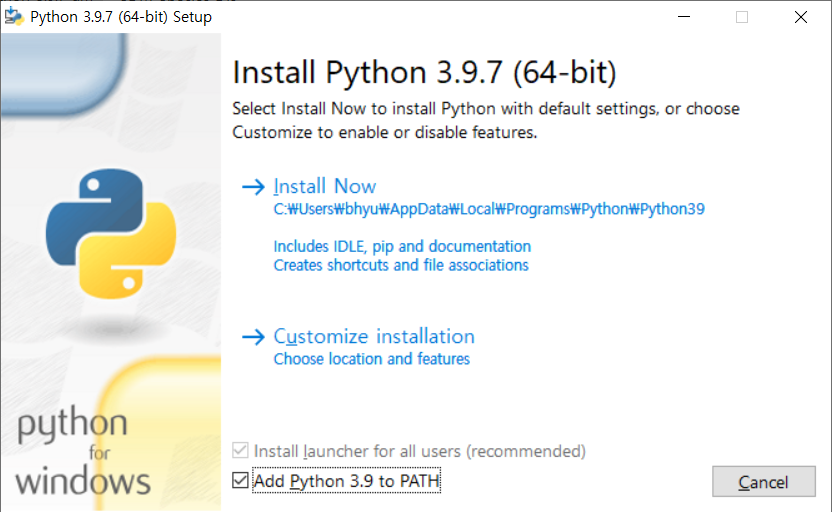 Python 3.9.7 (64-bit) Setup
Install Python 3.9.7 (64-bit)
Select Install Now to install Python with default settings, or choose
Customize to enable or disable features.
Install Now
C:₩Users₩bhyu₩AppData₩Local₩Programs₩Python₩Python39
Includes IDLE, pip and documentation
Creates shortcuts and file associations
Customize installation
Choose location and features
Install launcher for all users (recommended)
Add Python 3.9 to PATH
Cancel
python
for
windows